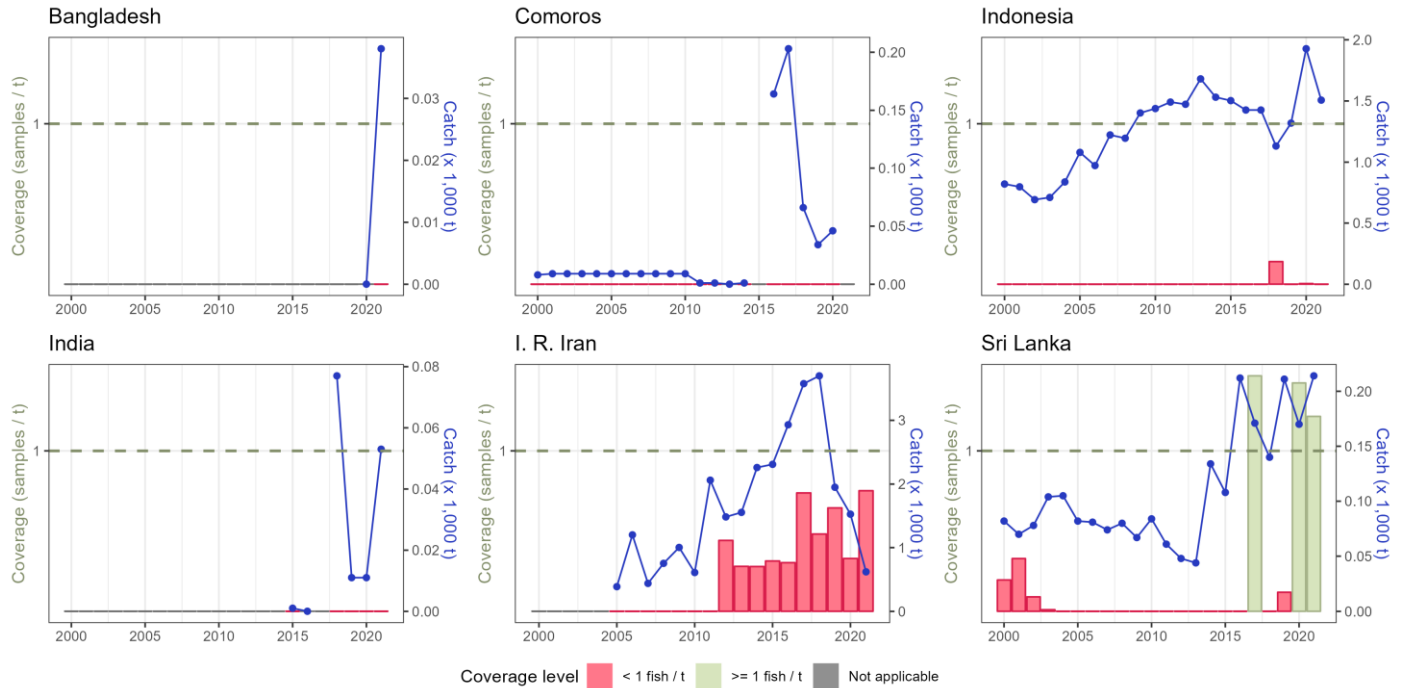 Bangladesh
Coverage (samples / t)
1
0.03
0.02
0.01
0.00
Catch (x 1,000 t)
2000 2005 2010 2015 2020
Comoros
Coverage (samples / t)
1
0.20
0.15
0.10
0.05
0.00
Catch (x 1,000 t)
2000 2005 2010 2015 2020
Indonesia
Coverage (samples / t)
1
2.0
1.5
1.0
0.5
0.0
Catch (x 1,000 t)
2000 2005 2010 2015 2020
India
Coverage (samples / t)
1
0.08
0.06
0.04
0.02
0.00
Catch (x 1,000 t)
2000 2005 2010 2015 2020
I. R. Iran
Coverage (samples / t)
1
3
2
1
0
Catch (x 1,000 t)
2000 2005 2010 2015 2020
Sri Lanka
Coverage (samples / t)
1
0.20
0.15
0.10
0.05
0.00
Catch (x 1,000 t)
2000 2005 2010 2015 2020
Coverage level < 1 fish / t >= 1 fish / t Not applicable